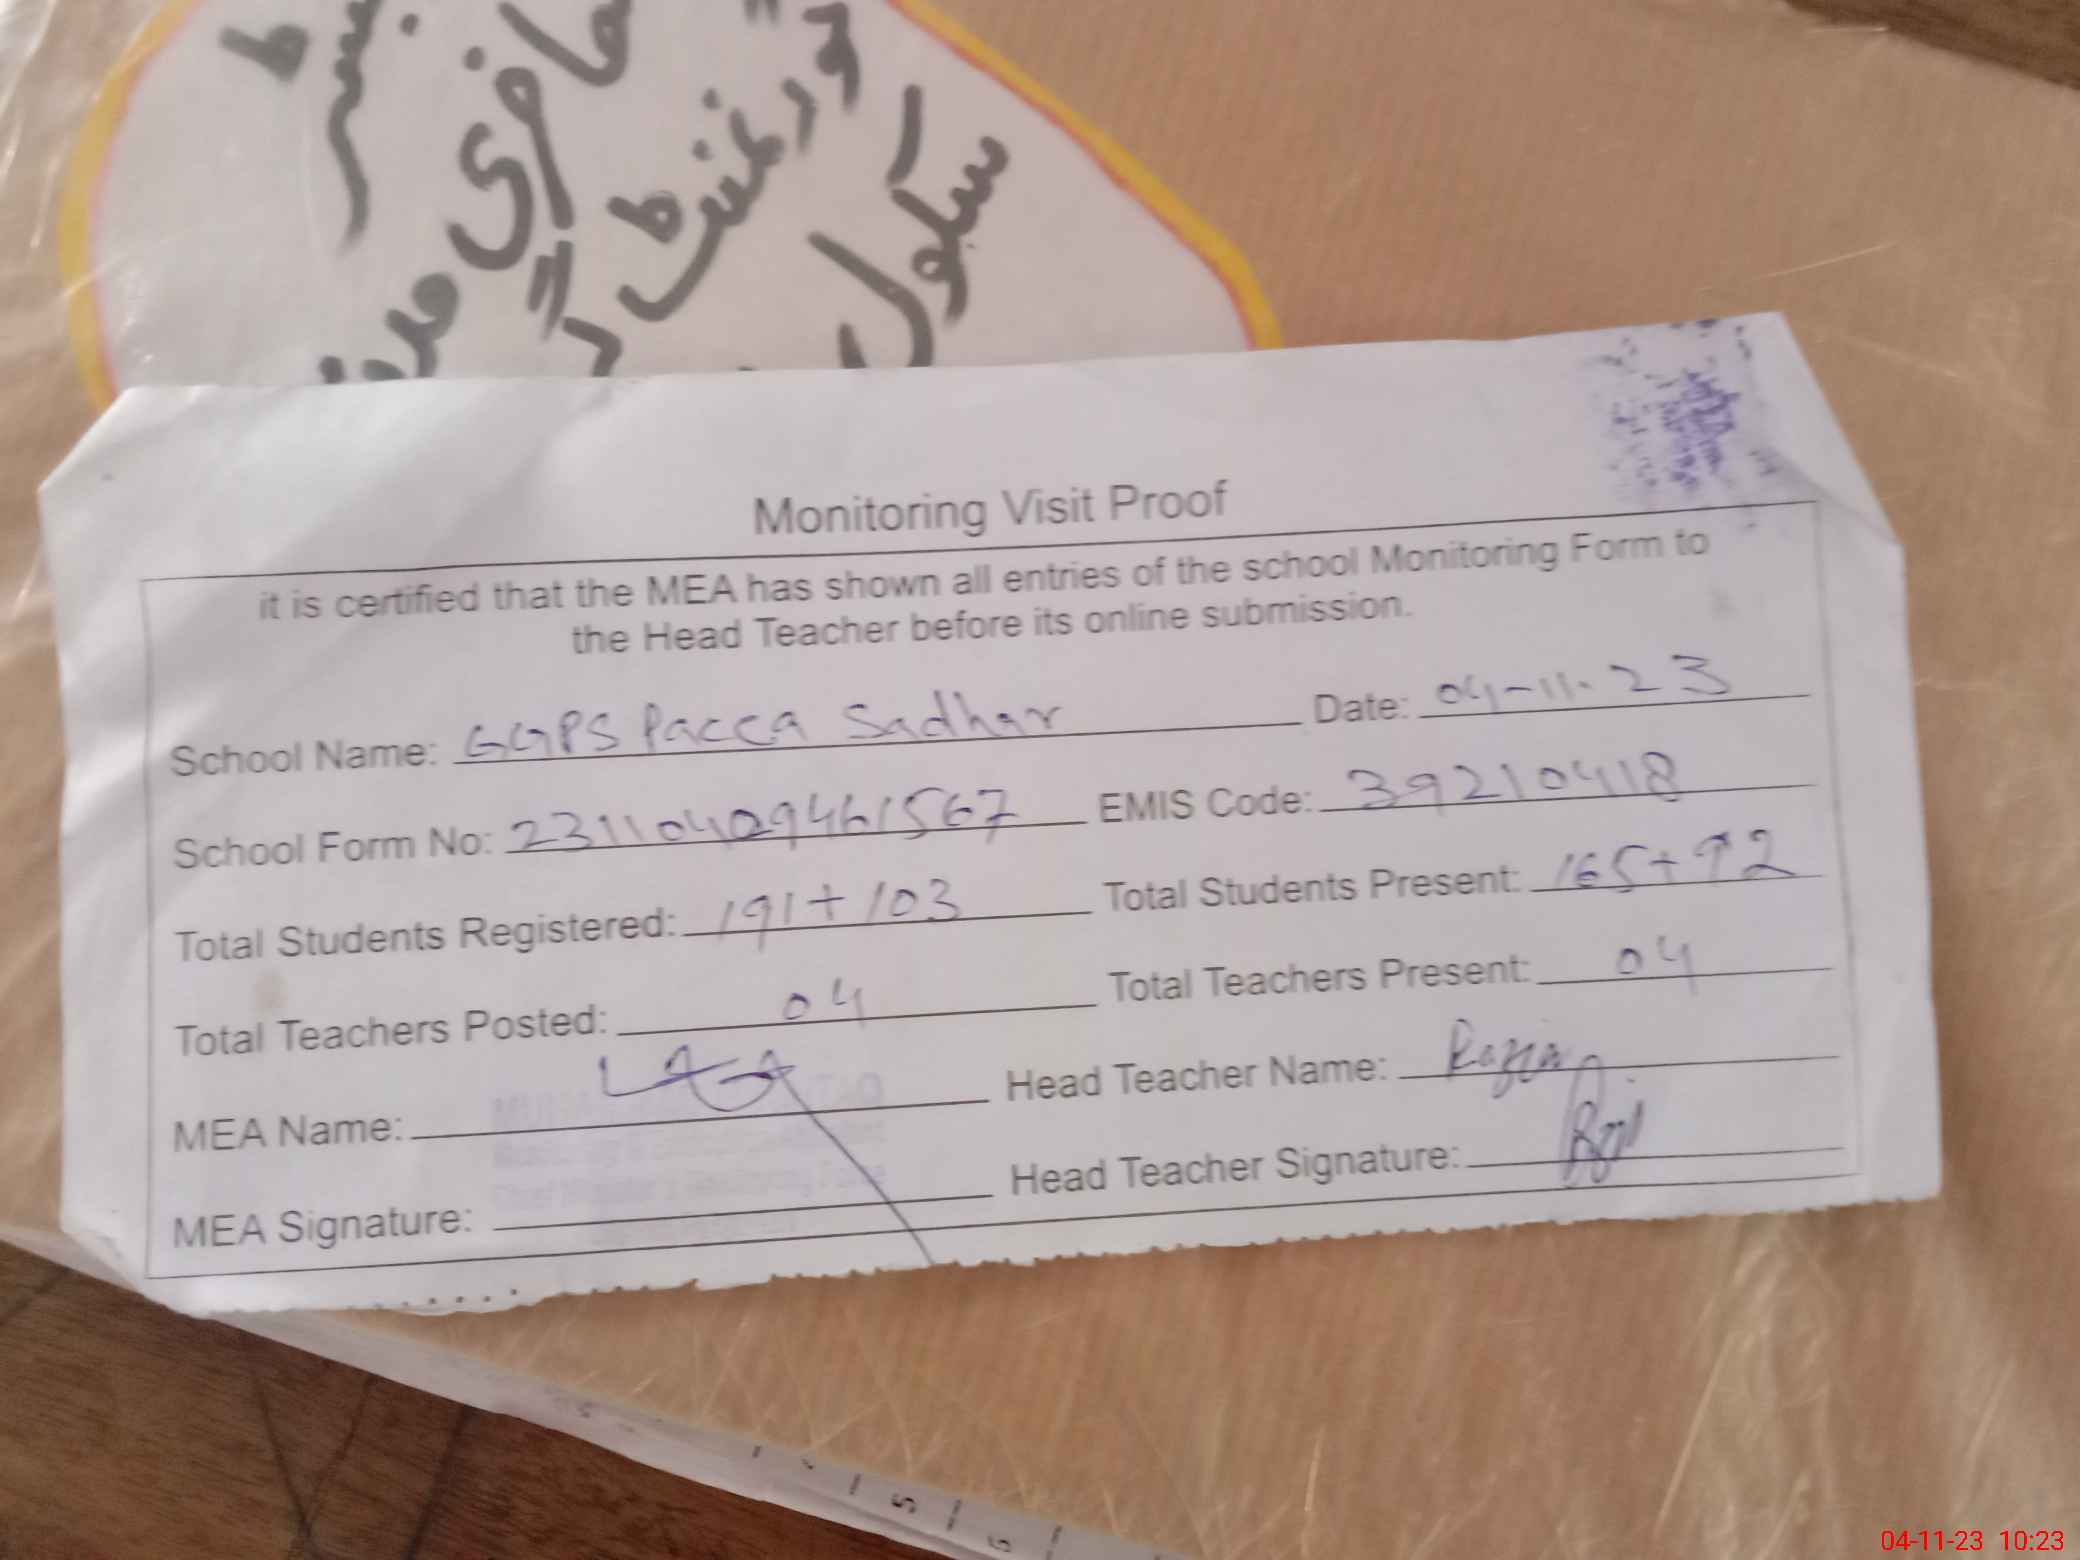 گورنمنٹ گ
سکول
Monitoring Visit Proof
it is certified that the MEA has shown all entries of the school Monitoring Form to
the Head Teacher before its online submission.
School Name: GGPS Pacca Sadhar Date: 04-11-23
School Form No: 23110409461567 EMIS Code: 39210418
Total Students Registered: 191+103 Total Students Present: 165+92
Total Teachers Posted: 04 Total Teachers Present: 04
MEA Name: Head Teacher Name: Razia
MEA Signature: Head Teacher Signature:
04-11-23 10:23